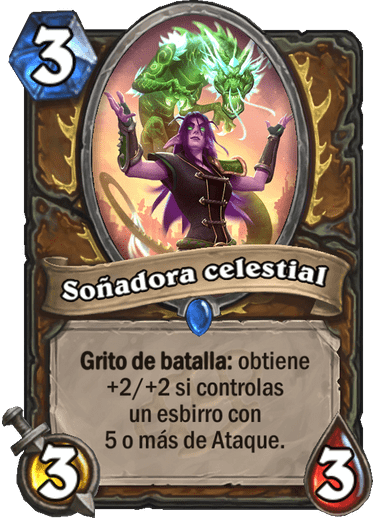 3
Soñadora celestial
Grito de batalla: obtiene
+2/+2 si controlas
un esbirro con
5 o más de Ataque.
3
3